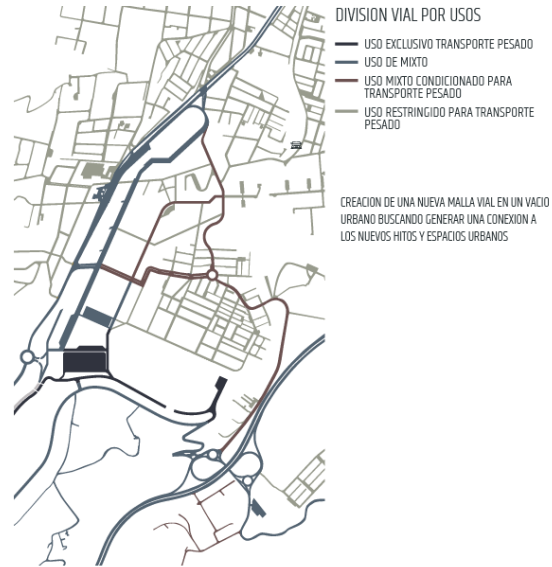 DIVISION VIAL POR USOS
USO EXCLUSIVO TRANSPORTE PESADO
USO DE MIXTO
USO MIXTO CONDICIONADO PARA
TRANSPORTE PESADO
USO RESTRINGIDO PARA TRANSPORTE
PESADO
CREACION DE UNA NUEVA MALLA VIAL EN UN VACIO
URBANO BUSCANDO GENERAR UNA CONEXION A
LOS NUEVOS HITOS Y ESPACIOS URBANOS